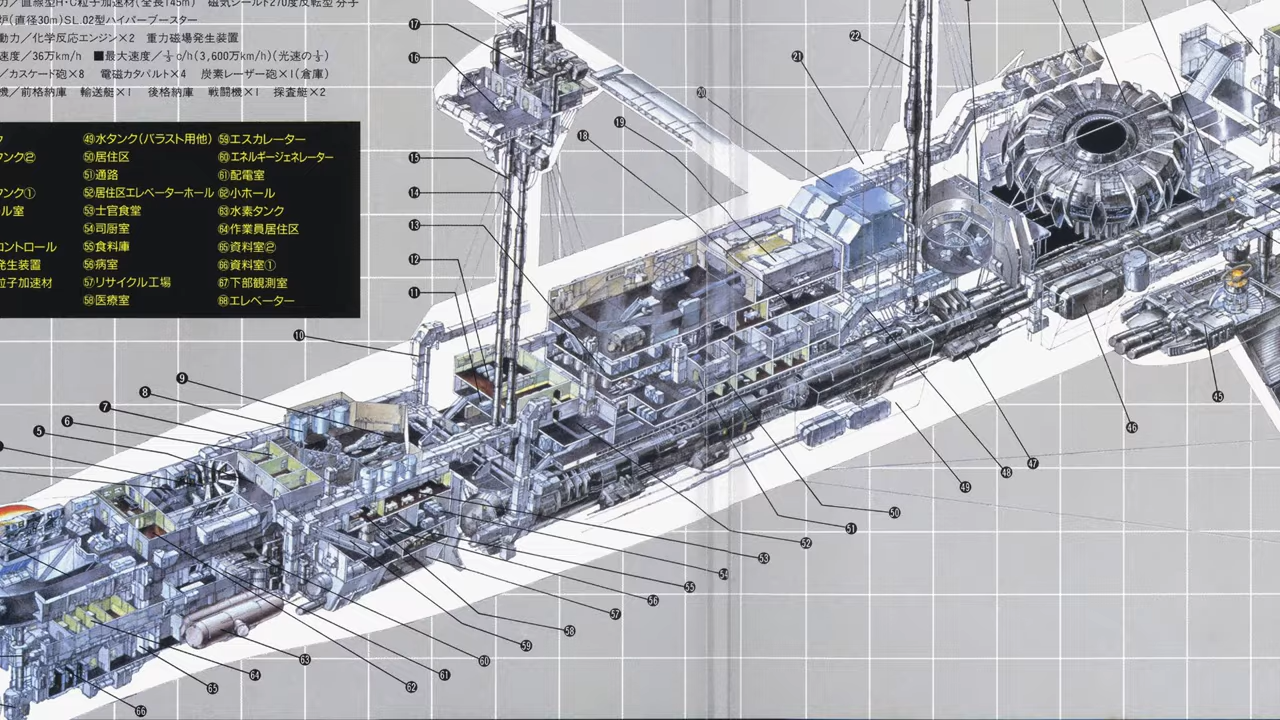 力/直線型H・C粒子加速材(全長145m) 磁気シールド270度反転型 分子
炉(直径30m)SL.02型ハイパーブースター
動力/化学反応エンジン×2 重力磁場発生装置
速度/36万km/h ■最大速度/ c/h(3,600万km/h)(光速の )
/カスケード砲×8 電磁カタパルト×4 炭素レーザー砲×1(倉庫)
機/前格納庫 輸送艇×1 後格納庫 戦闘機×1 探査艇×2
ク ㊾水タンク(バラスト用他) 59エスカレーター
タンク② ㊿居住区 60エネルギージェネレーター
51通路 61配電室
タンク① 52居住区エレベーターホール 62小ホール
ル室 53士官食堂 63水素タンク
54司厨室 64作業員居住区
コントロール 55食料庫 65資料室②
発生装置 56病室 66資料室①
粒子加速材 57リサイクル工場 67下部観測室
58医療室 68エレベーター
17
16
22
21
20
19
18
15
14
13
12
11
10
9
8
7
6
5
45
46
47
48
49
50
51
52
53
54
55
56
57
58
59
60
61
62
63
64
65
66